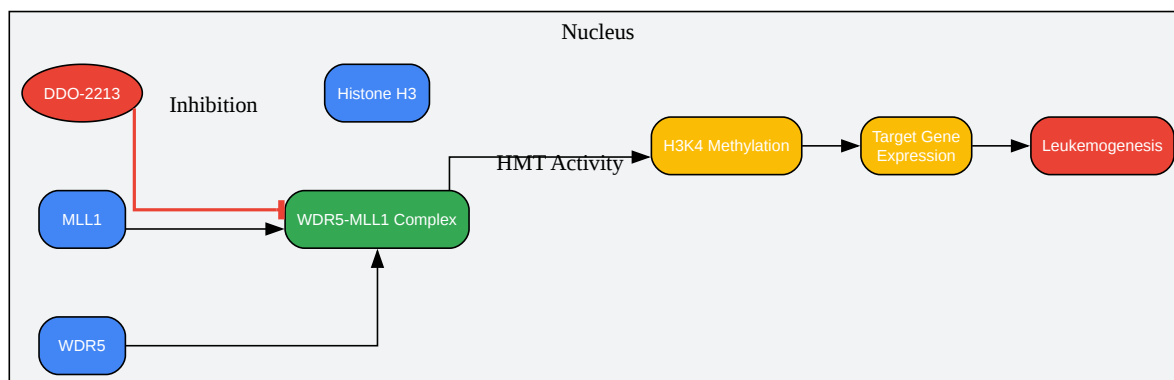 Nucleus
DDO-2213
Inhibition
Histone H3
MLL1
WDR5-MLL1 Complex
WDR5
HMT Activity
H3K4 Methylation
Target Gene
Expression
Leukemogenesis